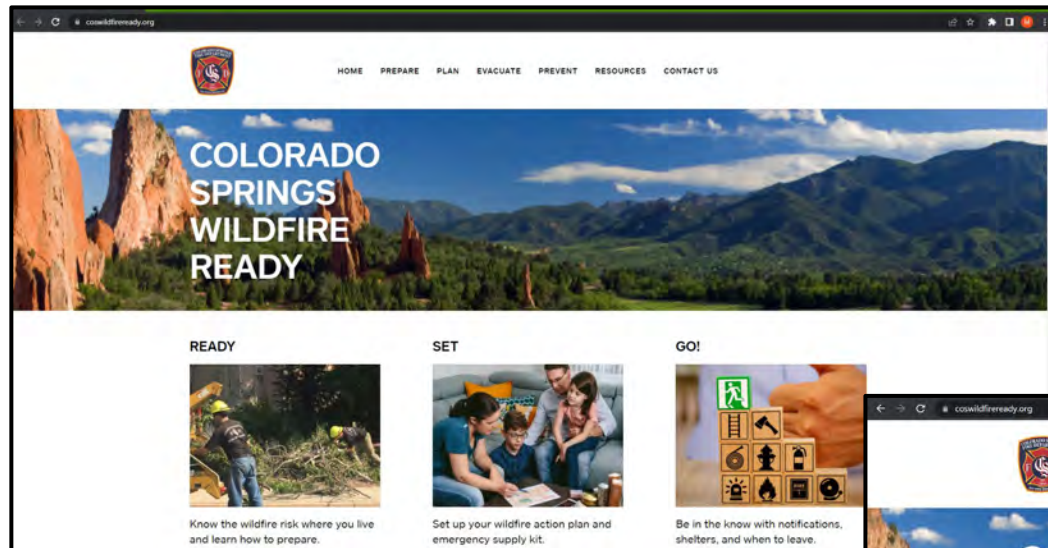 coswildfireready.org
HOME PREPARE PLAN EVACUATE PREVENT RESOURCES CONTACT US
COLORADO
SPRINGS
WILDFIRE
READY
READY
SET
GO!
Know the wildfire risk where you live
and learn how to prepare.
Set up your wildfire action plan and
emergency supply kit.
Be in the know with notifications,
shelters, and when to leave.
coswildfireready.org